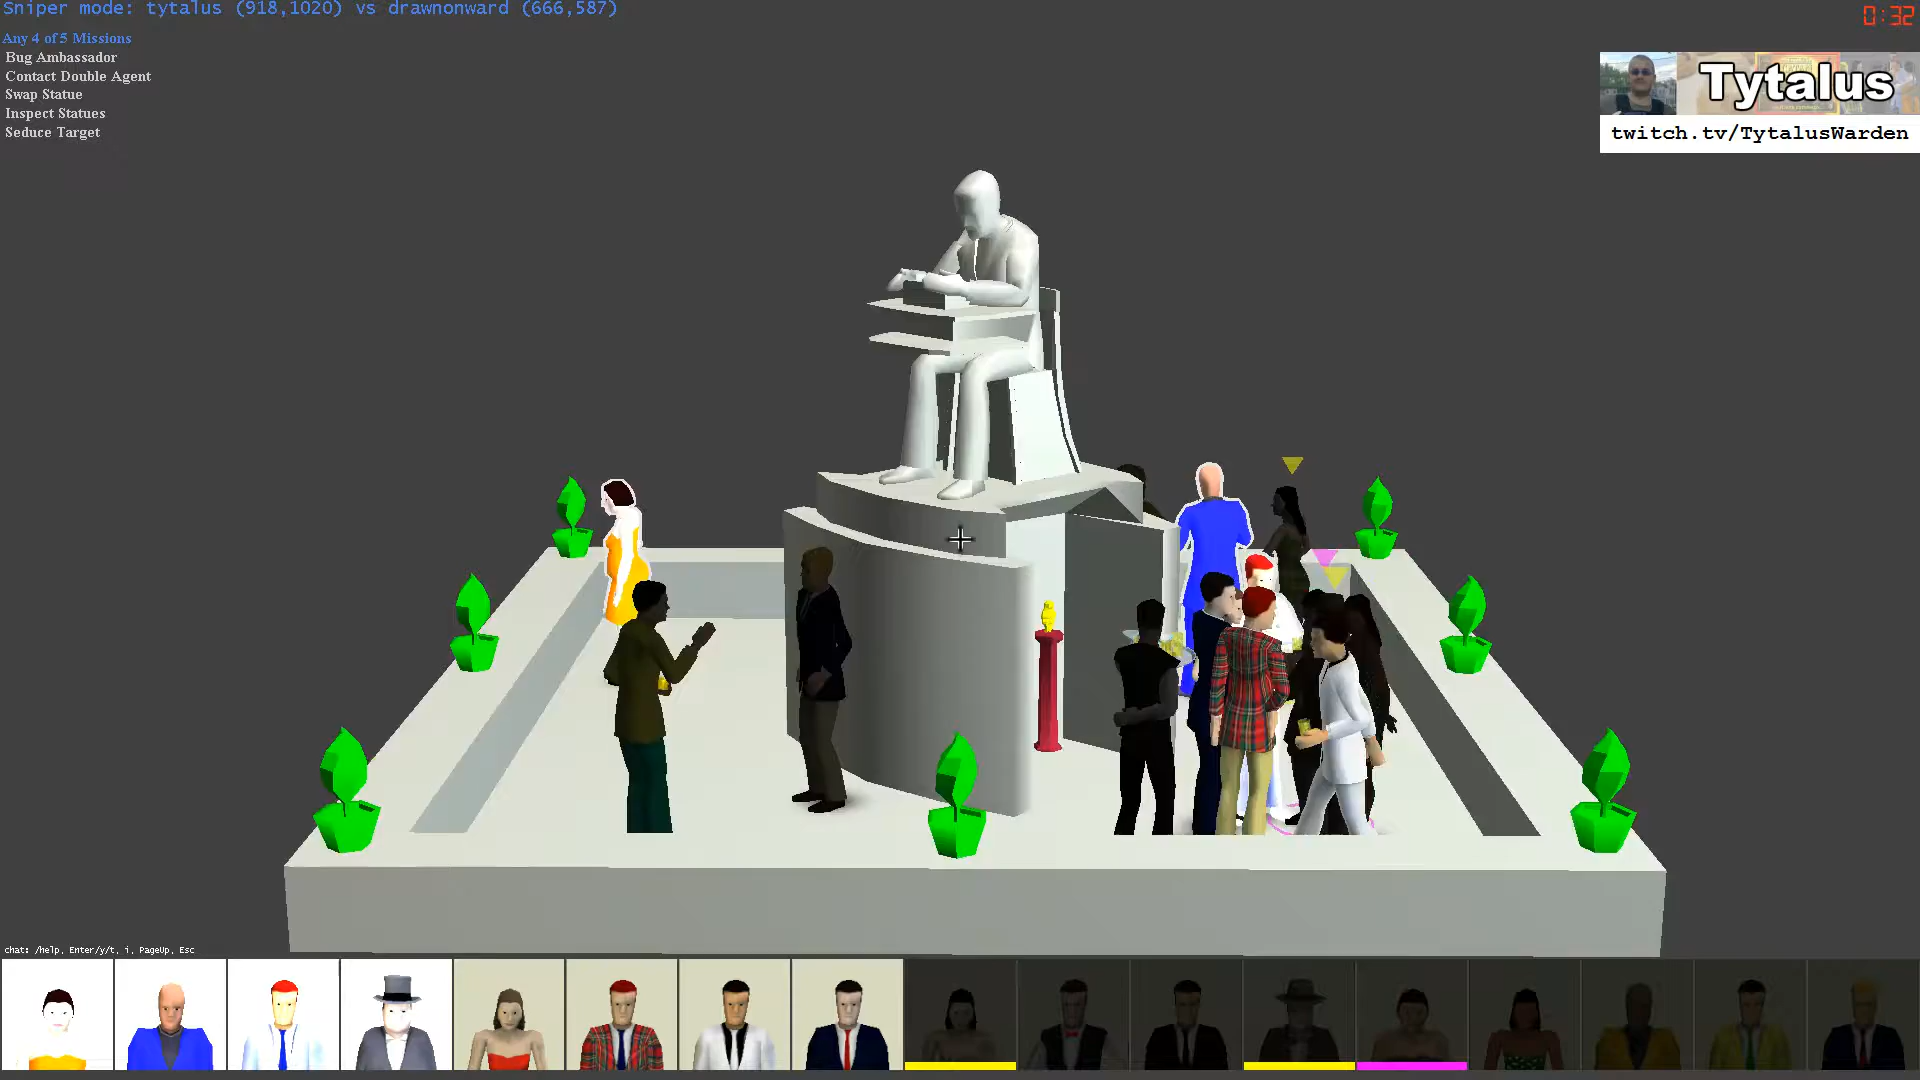 Sniper mode: tytalus (918,1020) vs drawnonward (666,587)
0:32
Any 4 of 5 Missions
Bug Ambassador
Contact Double Agent
Swap Statue
Inspect Statues
Seduce Target
Tytalus
twitch.tv/TytalusWarden
chat: /help, Enter/y/t, i, PageUp, Esc